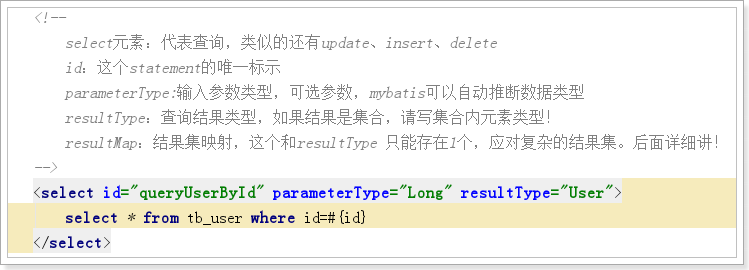 <!--
select元素：代表查询，类似的还有update、insert、delete
id：这个statement的唯一标示
parameterType:输入参数类型，可选参数，mybatis可以自动推断数据类型
resultType：查询结果类型，如果结果是集合，请写集合内元素类型！
resultMap：结果集映射，这个和resultType 只能存在1个，应对复杂的结果集。后面详细讲！
-->
<select id="queryUserById" parameterType="Long" resultType="User">
select * from tb_user where id=#{id}
</select>